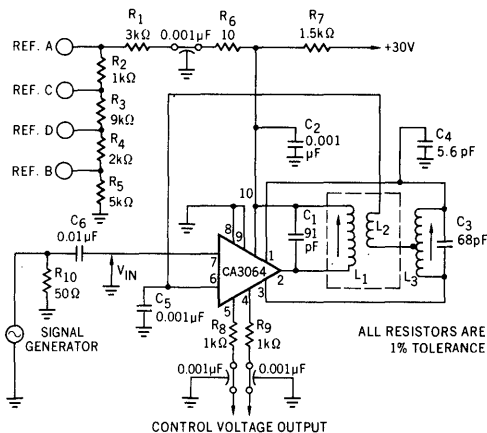 R1 3kΩ
0.001μF
R6 10
R7 1.5kΩ
+30V
REF. A
R2 1kΩ
REF. C
R3 9kΩ
REF. D
R4 2kΩ
REF. B
R5 5kΩ
C2 0.001 μF
C4 5.6 pF
C6 0.01μF
10
8
9
1
C1 91 pF
L1
L2
L3
C3 68pF
7
CA3064
2
VIN
6
3
R10 50Ω
C5 0.001μF
5
4
R8 1kΩ
R9 1kΩ
SIGNAL GENERATOR
ALL RESISTORS ARE 1% TOLERANCE
0.001μF
0.001μF
CONTROL VOLTAGE OUTPUT